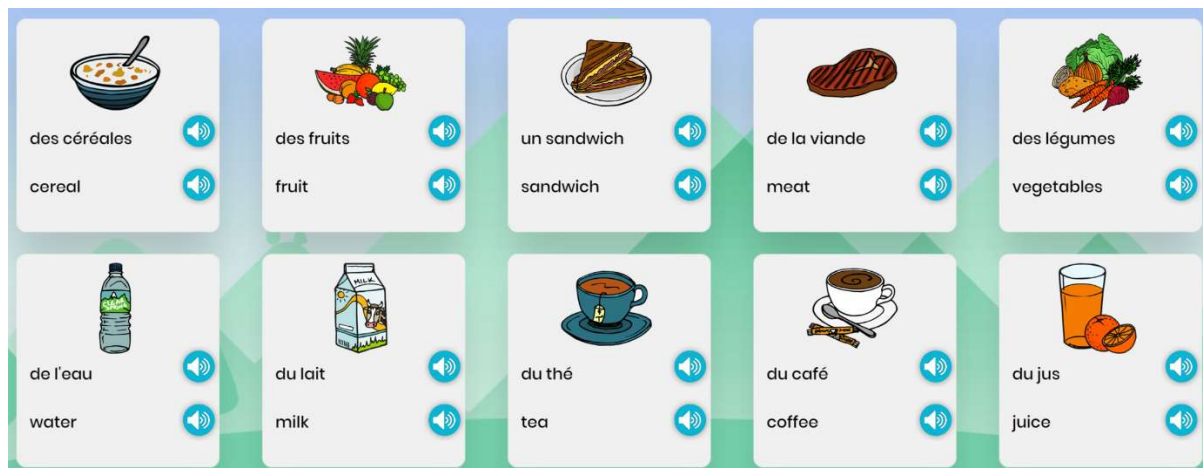 des céréales
cereal
des fruits
fruit
un sandwich
sandwich
de la viande
meat
des légumes
vegetables
de l'eau
water
MILK
du lait
milk
du thé
tea
du café
coffee
du jus
juice